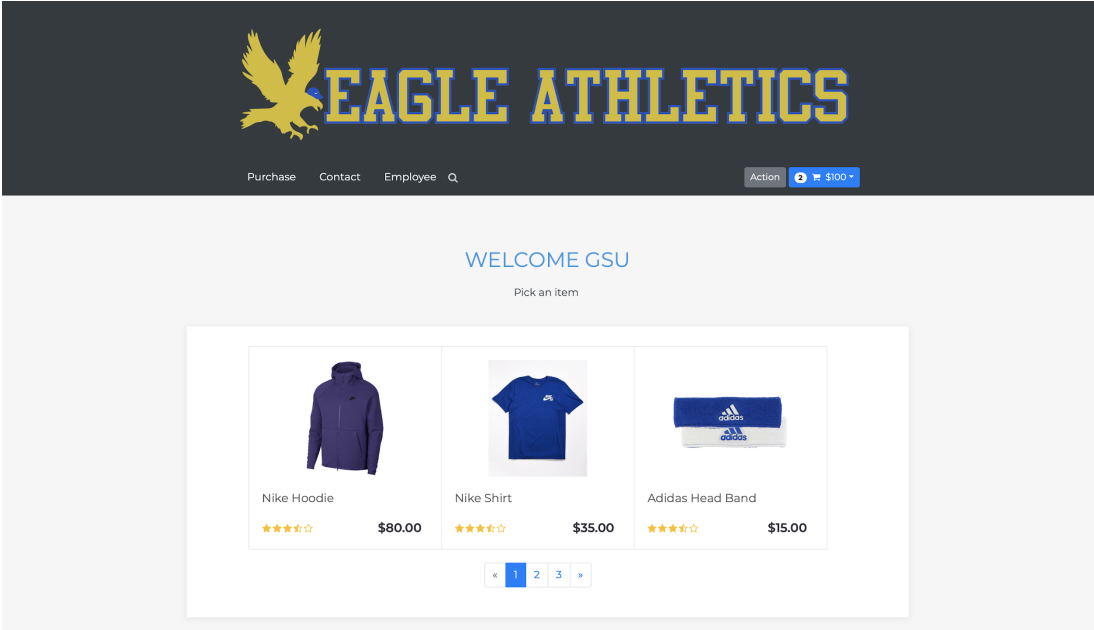 EAGLE ATHLETICS
Purchase Contact Employee Action 2 $100
WELCOME GSU
Pick an item
adidas
adidas
Nike Hoodie Nike Shirt Adidas Head Band
$80.00 $35.00 $15.00
« 1 2 3 »